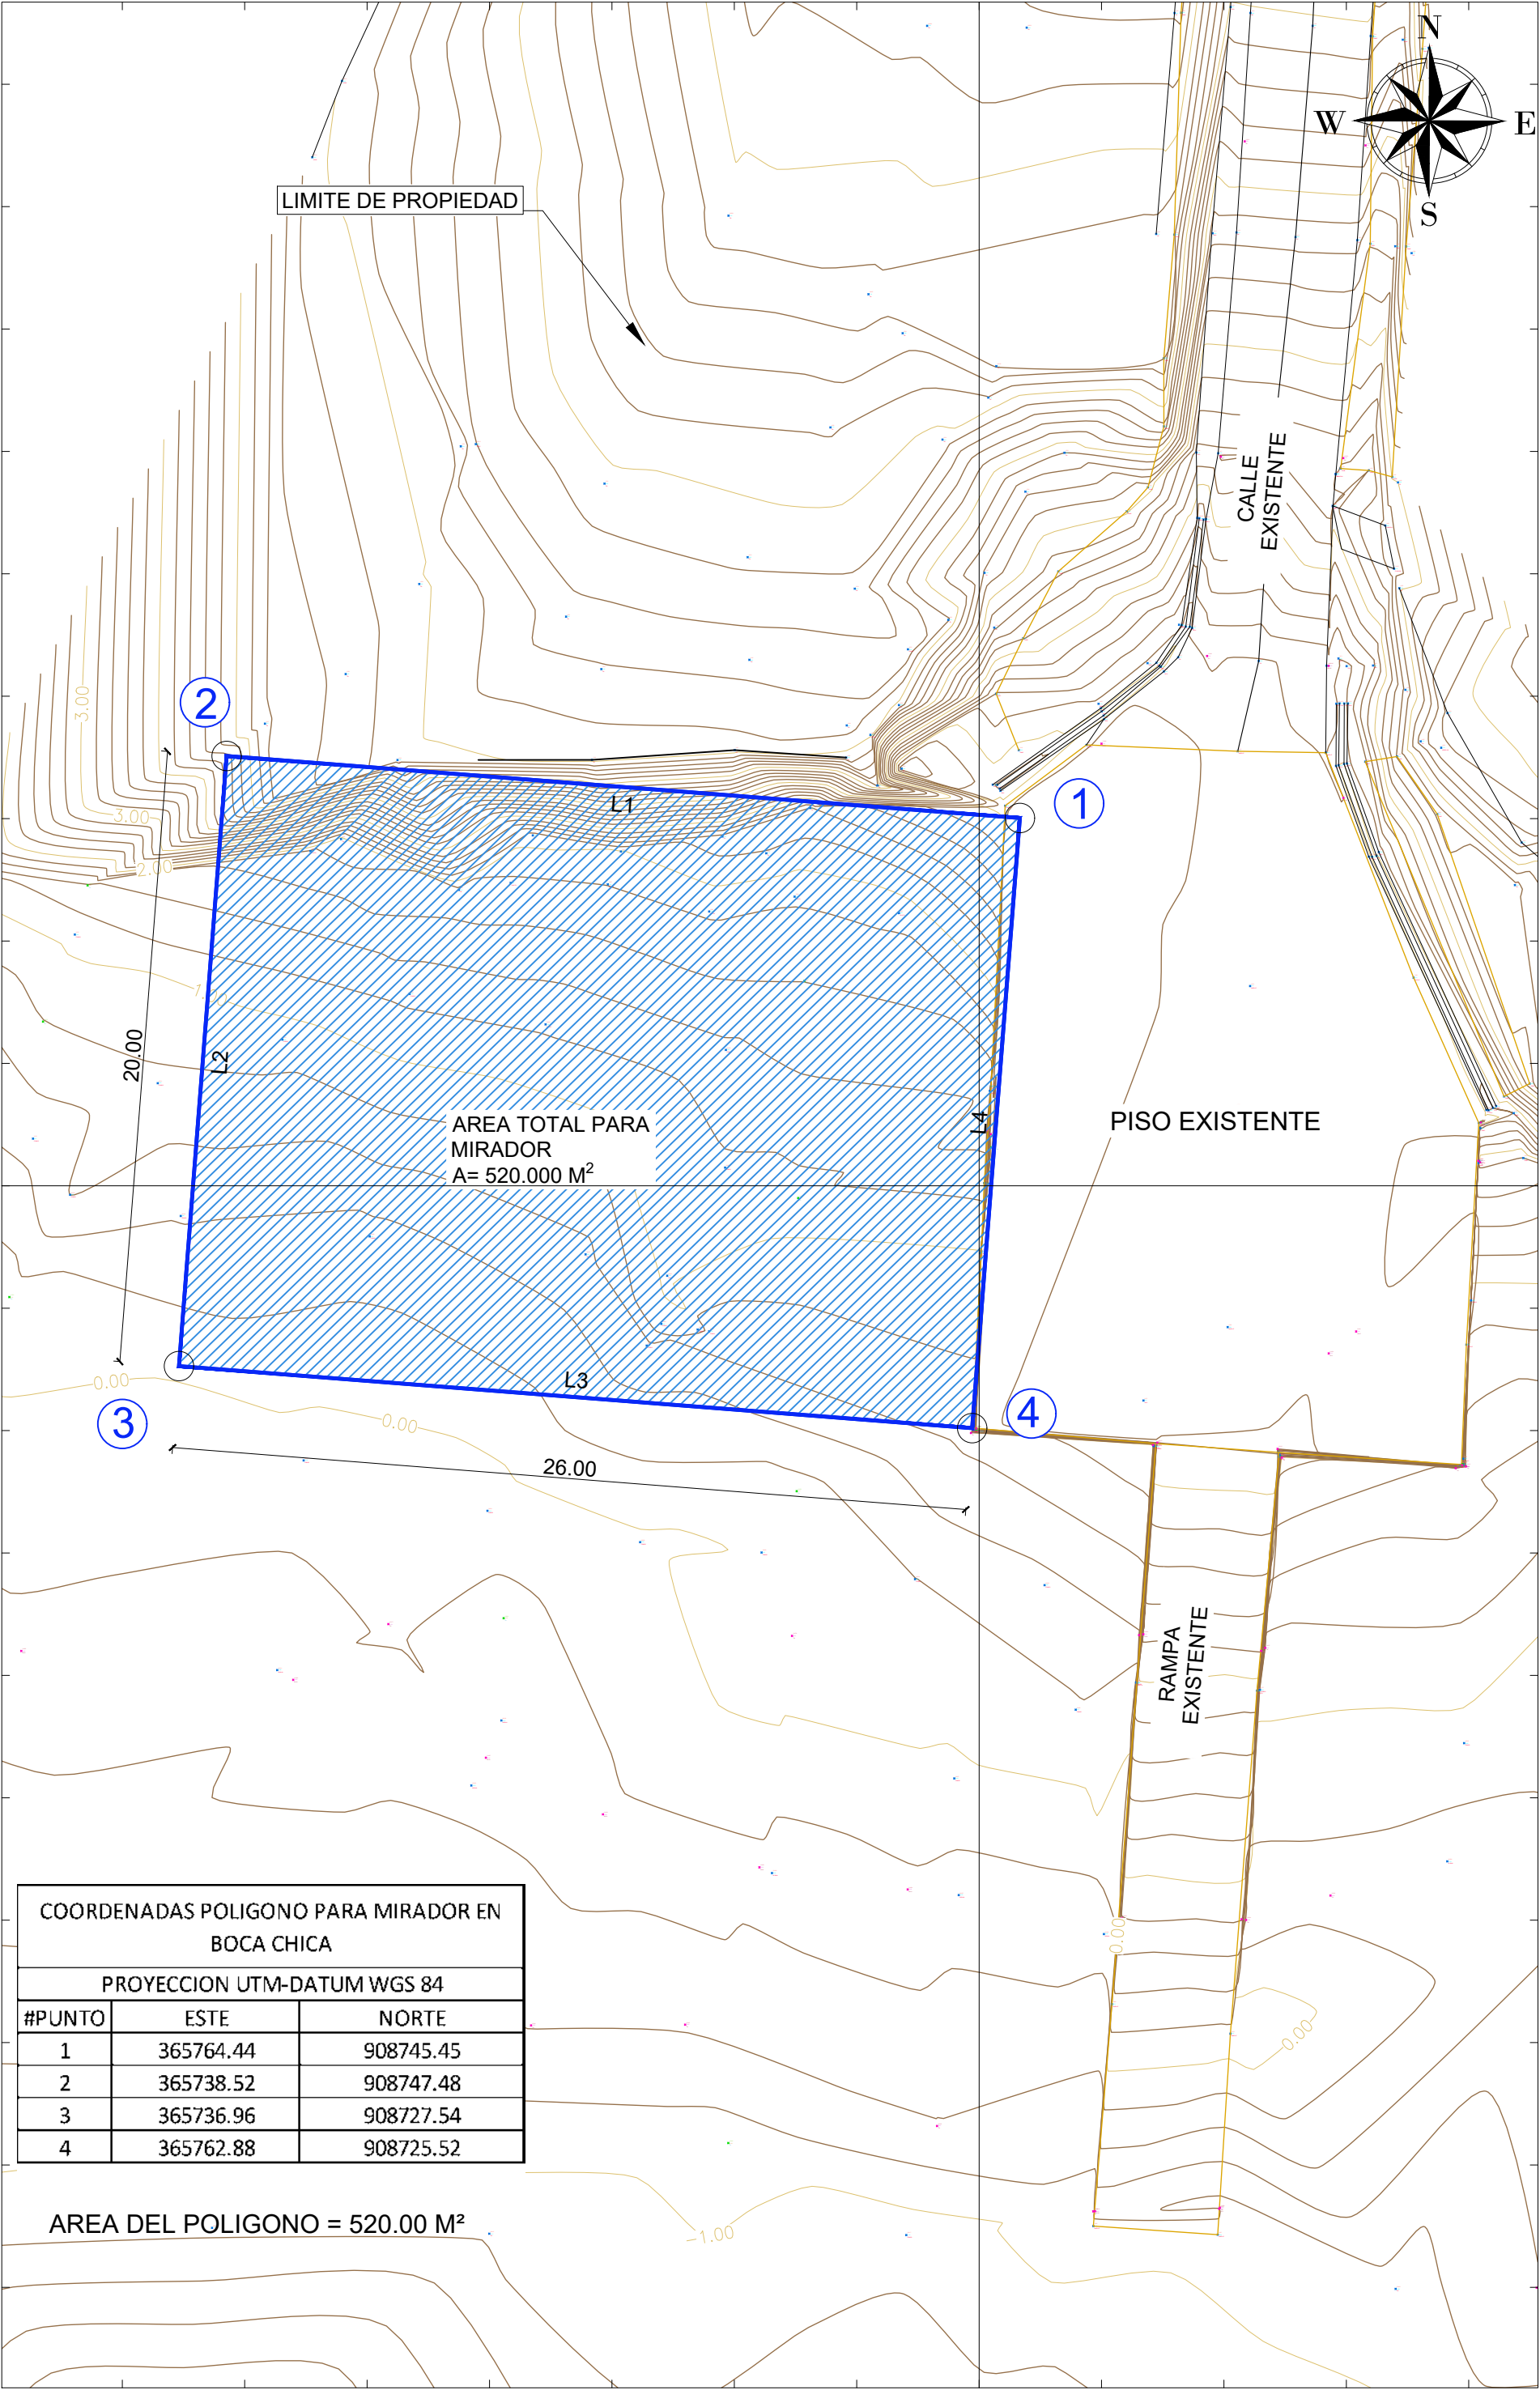 N
W E
S
LIMITE DE PROPIEDAD
CALLE
EXISTENTE
3.00
2
1
3.00
L1
2.00
1.00
20.00
L2
AREA TOTAL PARA
MIRADOR
A= 520.000 M²
L4
PISO EXISTENTE
0.00
L3
3
0.00
4
26.00
RAMPA
EXISTENTE
COORDENADAS POLIGONO PARA MIRADOR EN
BOCA CHICA
PROYECCION UTM-DATUM WGS 84
#PUNTO ESTE NORTE
1 365764.44 908745.45
2 365738.52 908747.48
3 365736.96 908727.54
4 365762.88 908725.52
0.00
0.00
AREA DEL POLIGONO = 520.00 M²
-1.00